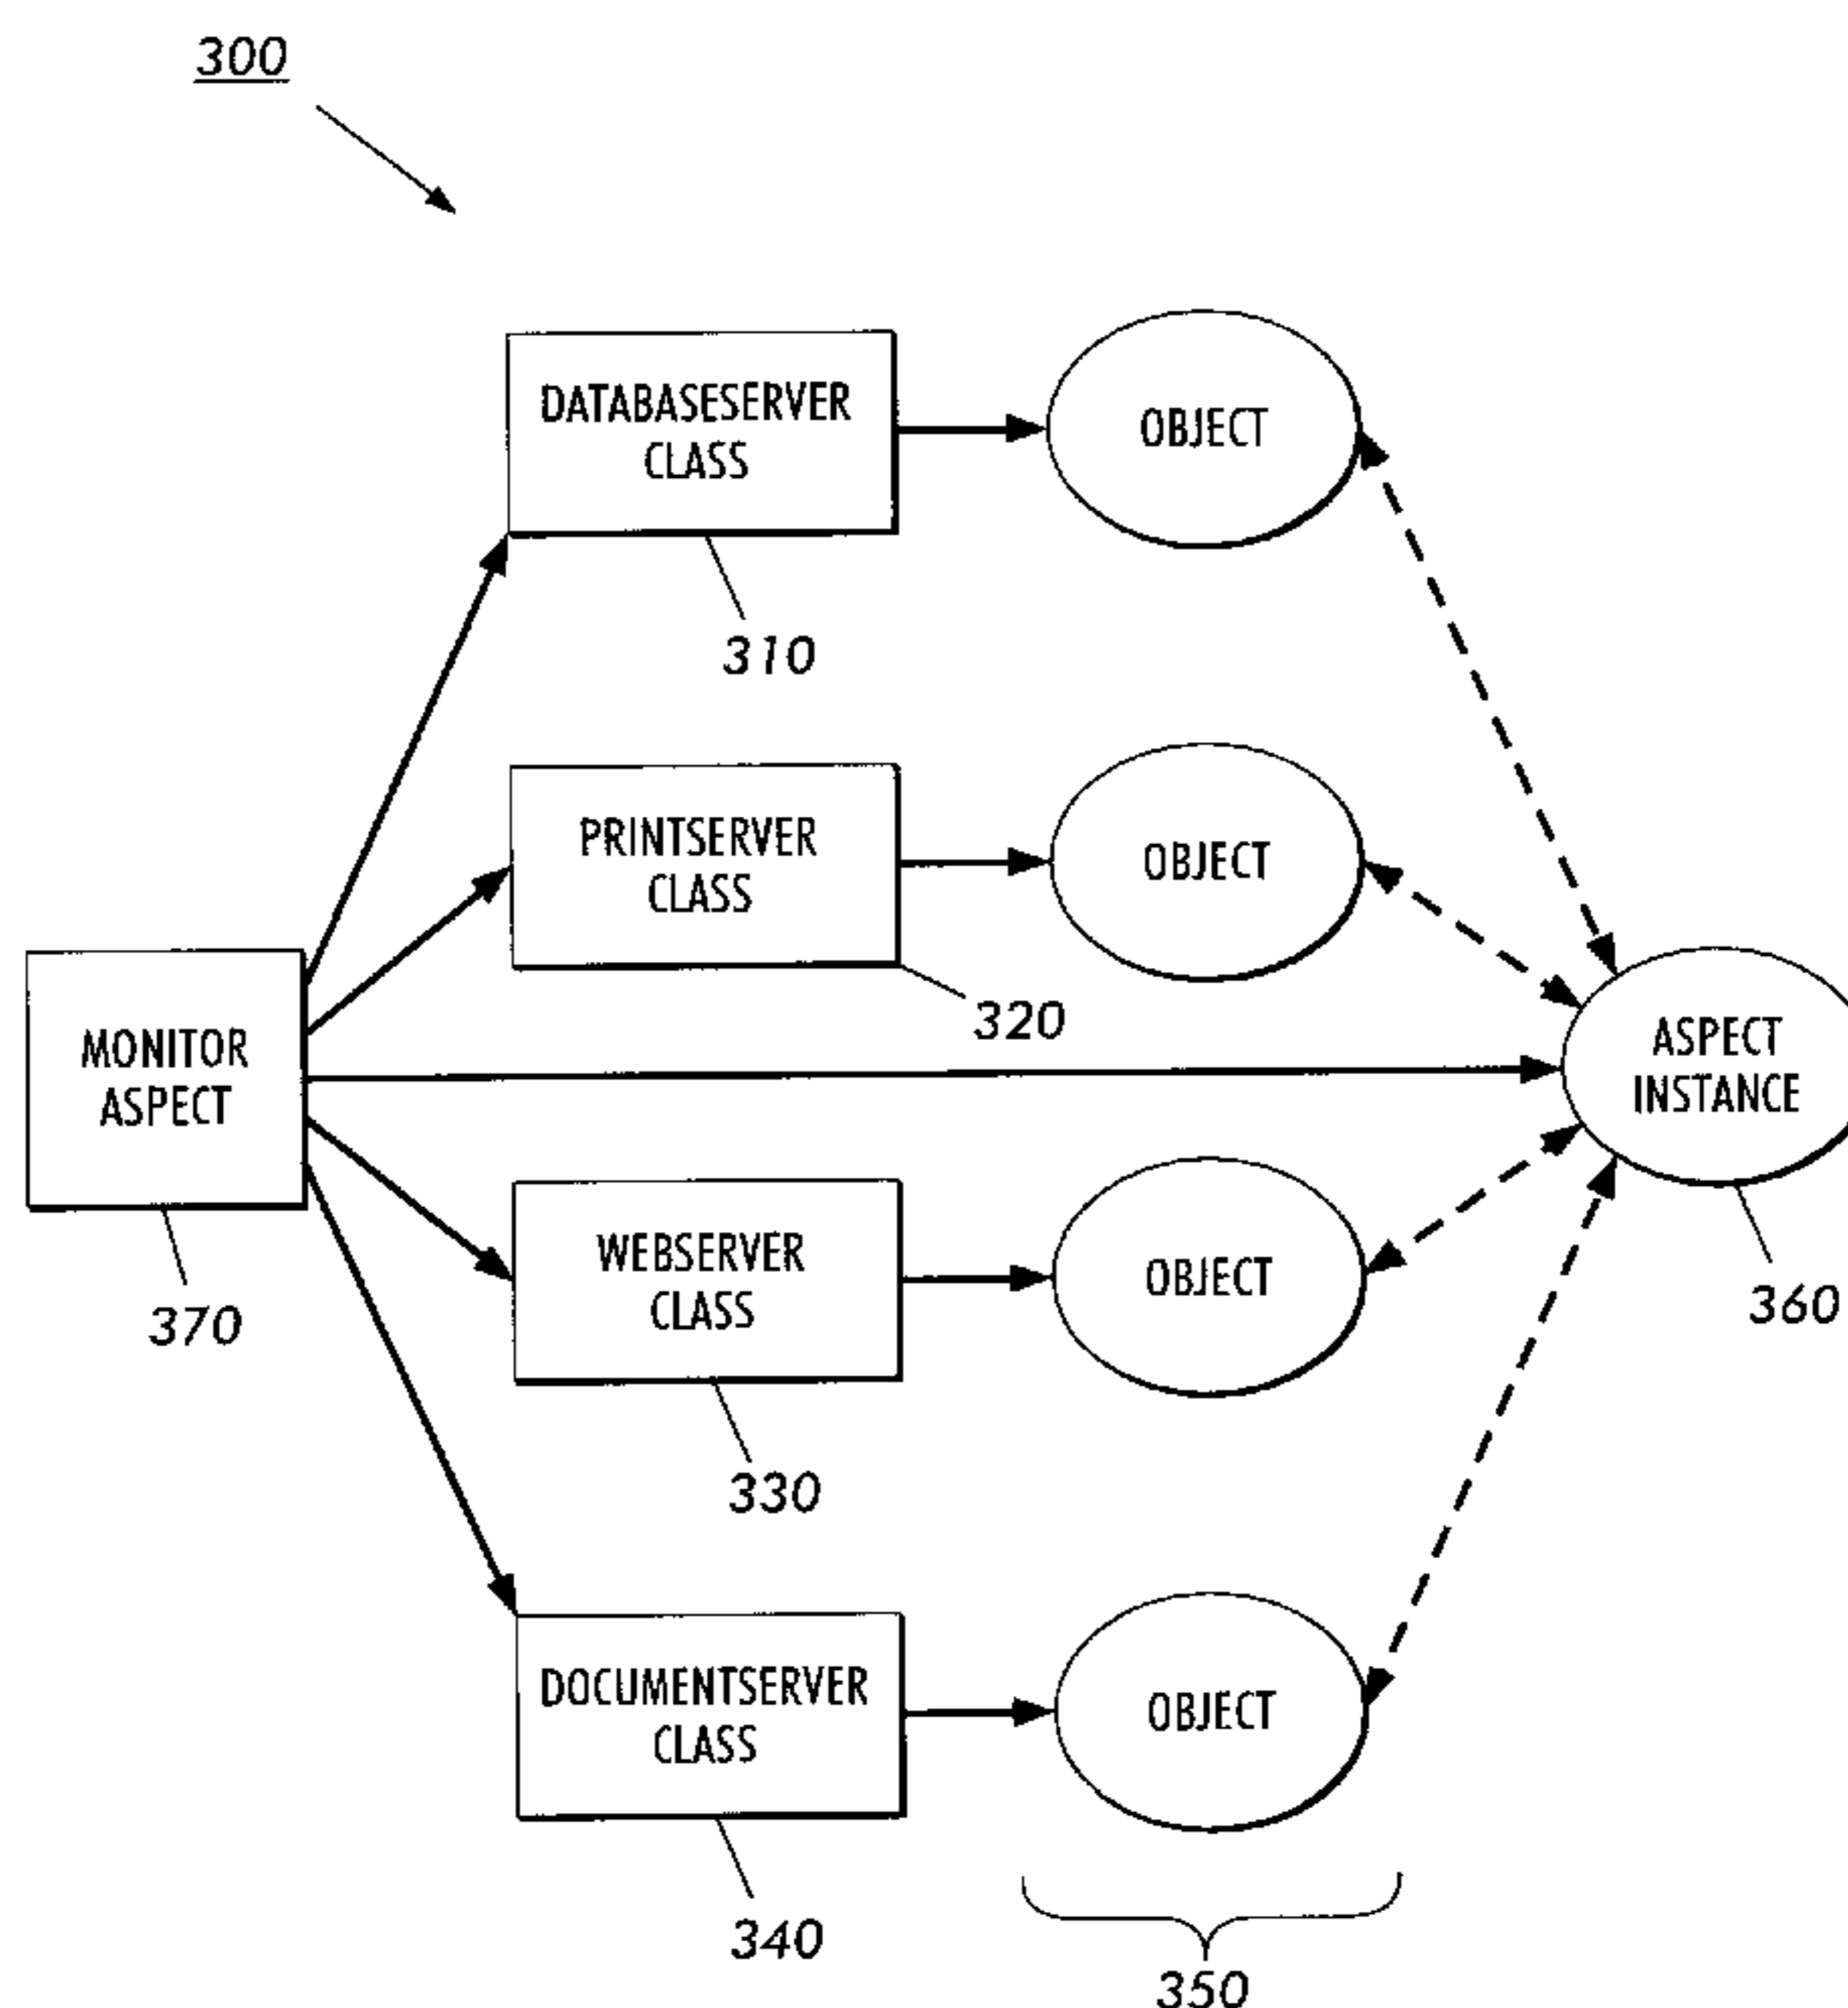 300
DATABASESERVER
CLASS
OBJECT
310
PRINTSERVER
CLASS
OBJECT
320
MONITOR
ASPECT
ASPECT
INSTANCE
370
WEBSERVER
CLASS
OBJECT
360
330
DOCUMENTSERVER
CLASS
OBJECT
340
350